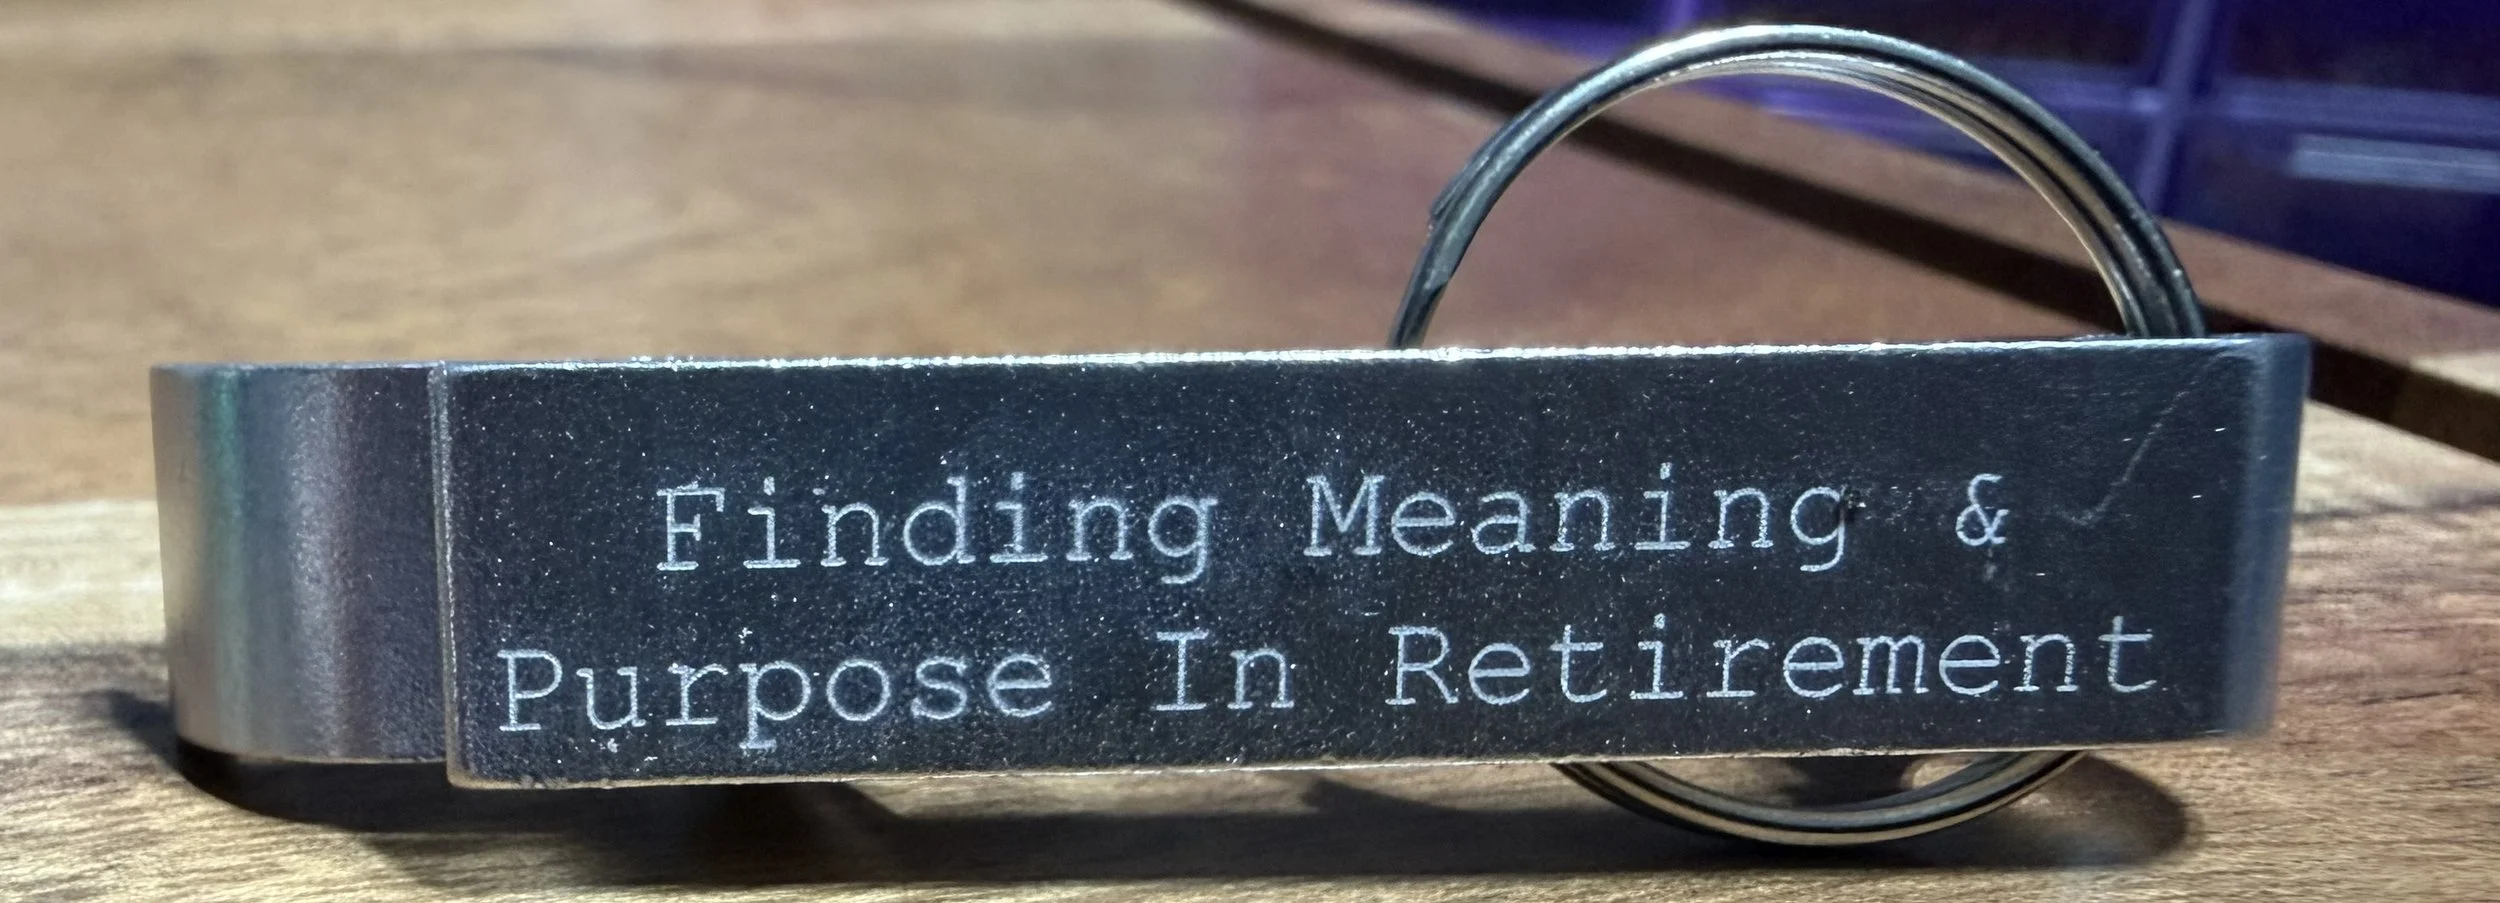 Finding Meaning &
Purpose In Retirement